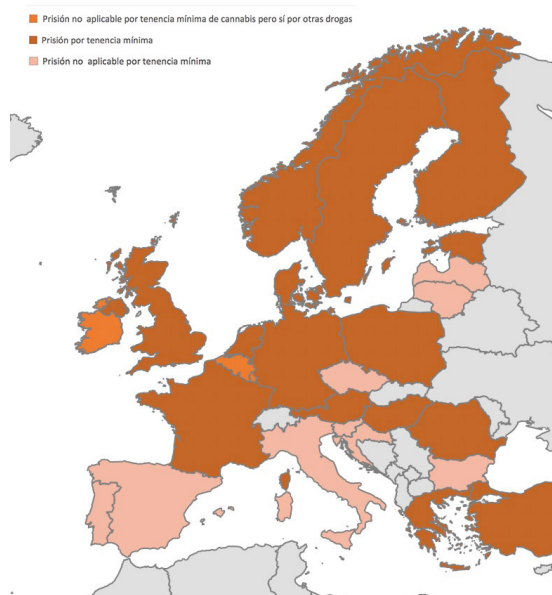 Prisión no aplicable por tenencia mínima de cannabis pero sí por otras drogas
Prisión por tenencia mínima
Prisión no aplicable por tenencia mínima